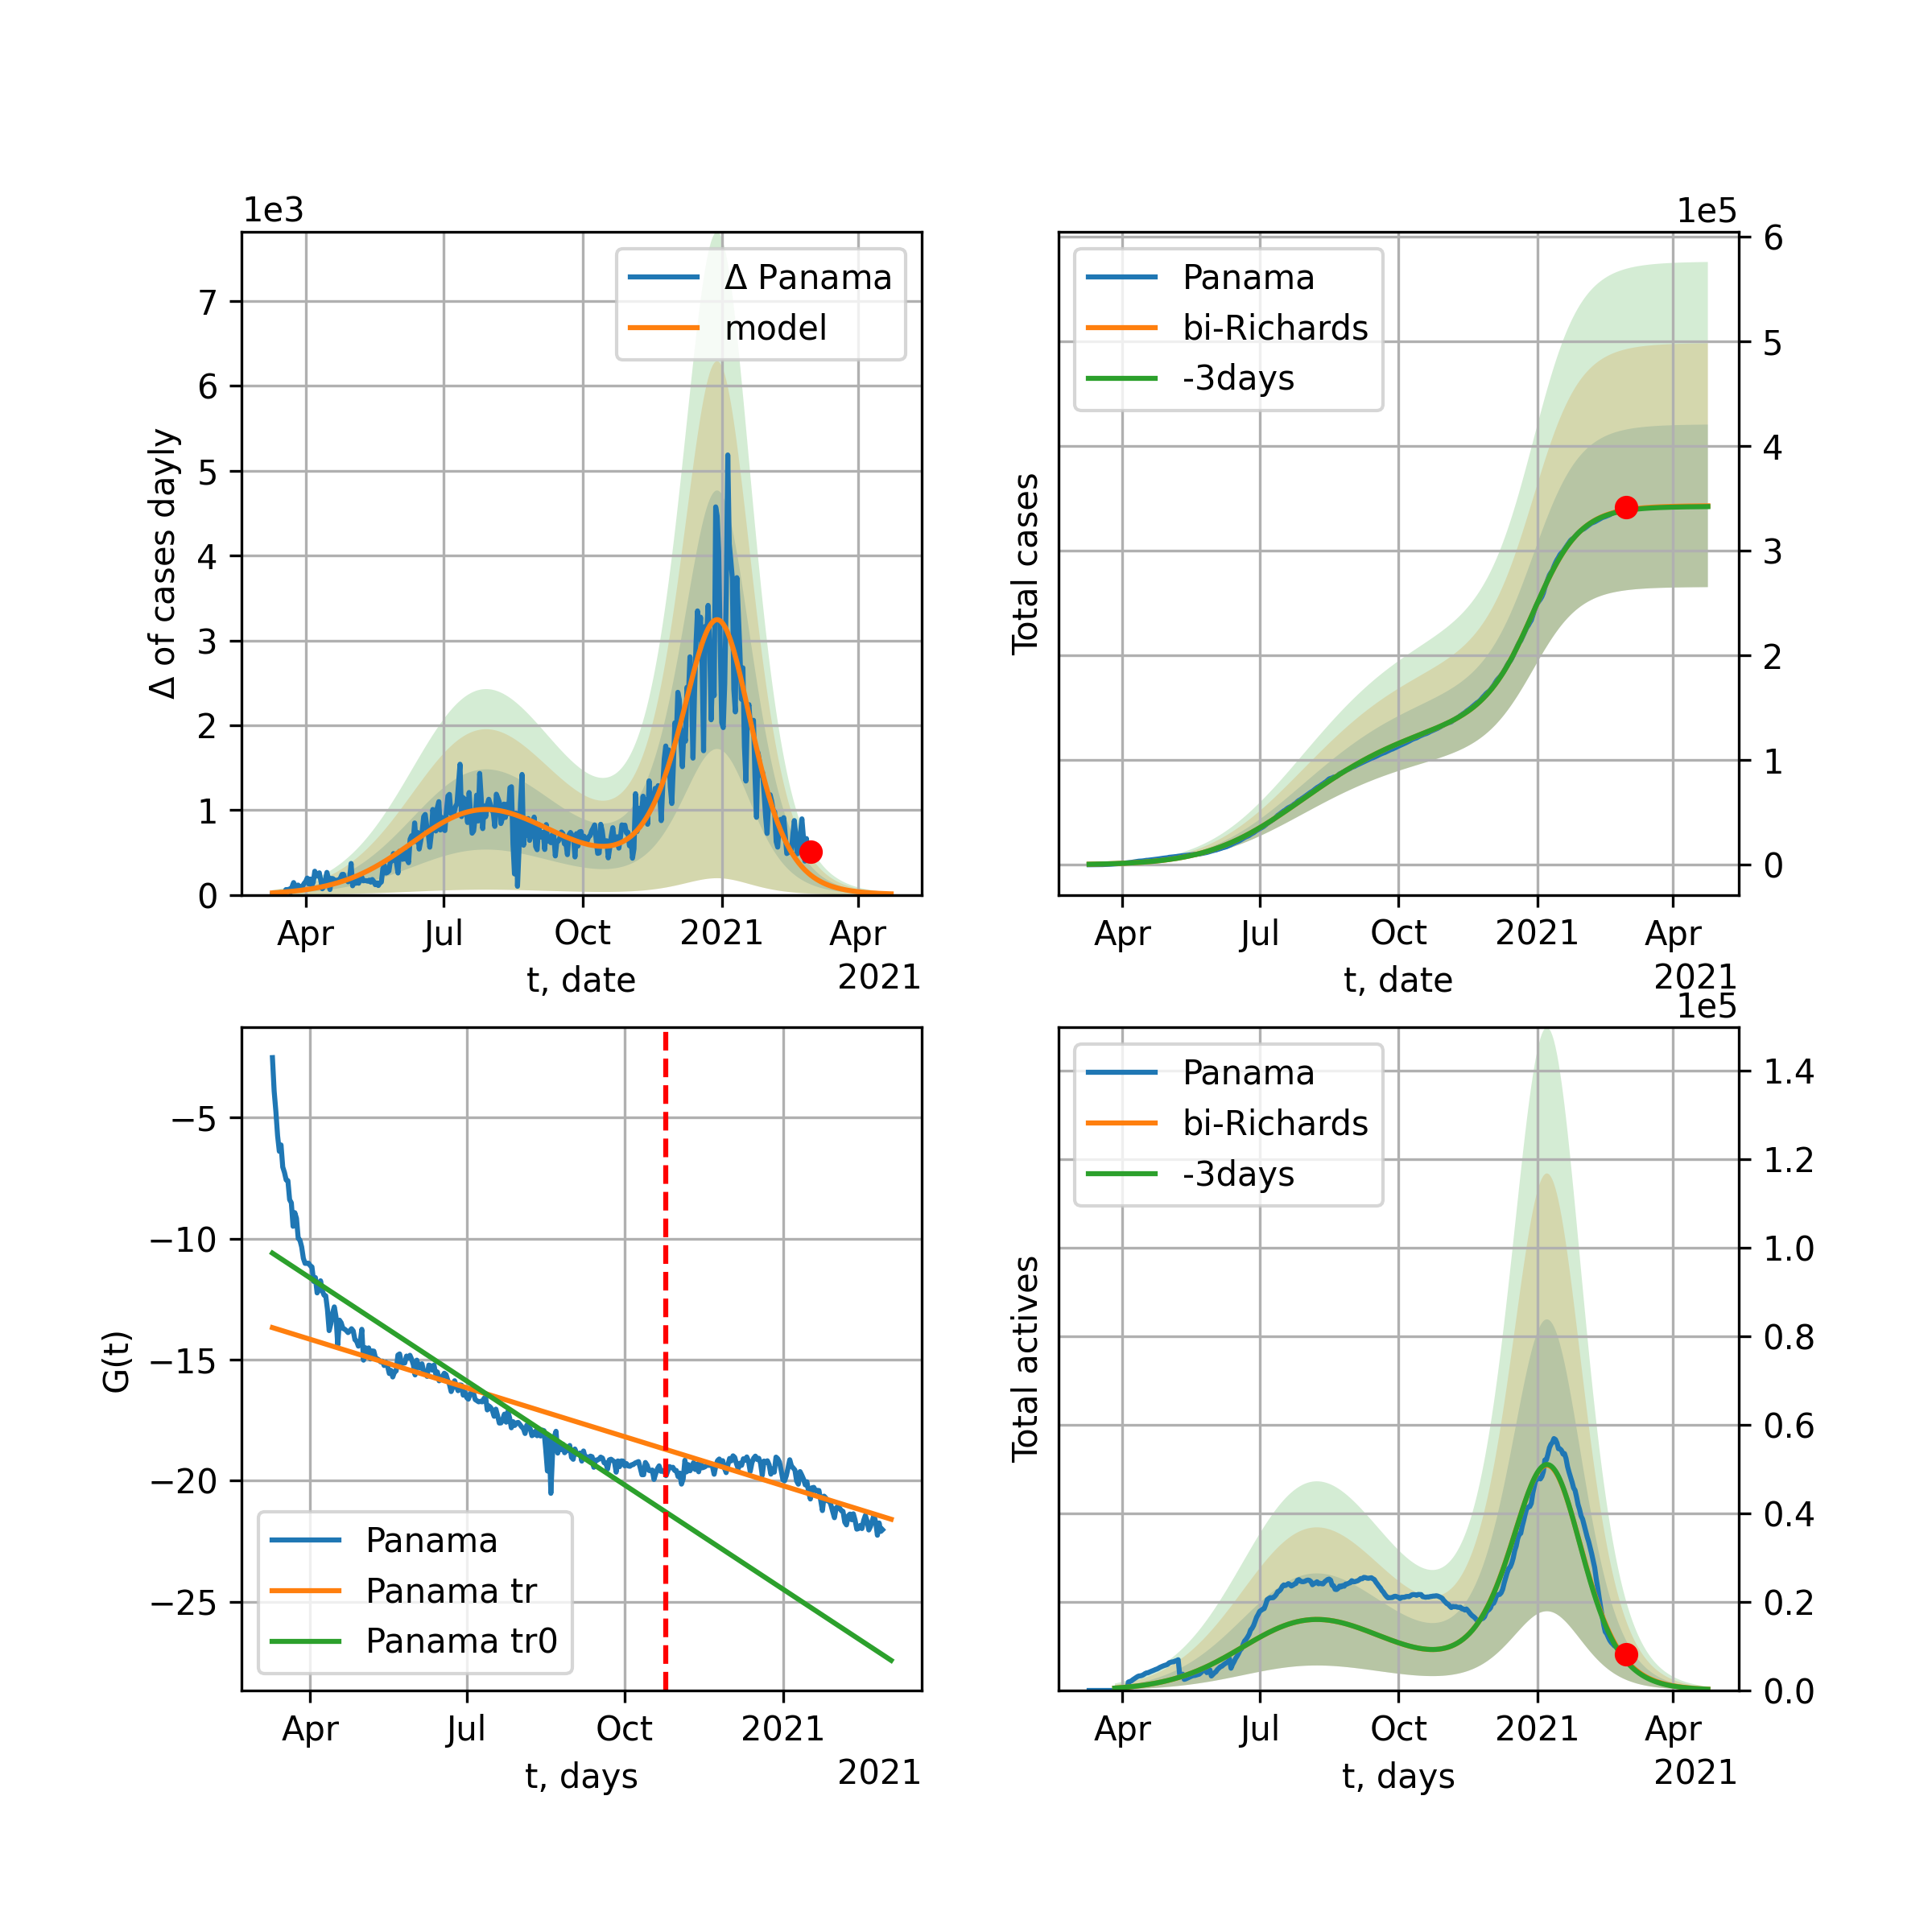 1e3
Δ Panama
model
7
6
5
4
3
2
1
0
Δ of cases dayly
Apr
Jul
Oct
2021
Apr
t, date
2021
1e5
Panama
bi-Richards
-3days
6
5
4
3
2
1
0
Total cases
Apr
Jul
Oct
2021
Apr
t, date
2021
−5
−10
−15
−20
−25
G(t)
Panama
Panama tr
Panama tr0
Apr
Jul
Oct
2021
t, days
2021
1e5
Panama
bi-Richards
-3days
1.4
1.2
1.0
0.8
0.6
0.4
0.2
0.0
Total actives
Apr
Jul
Oct
2021
Apr
t, days
2021